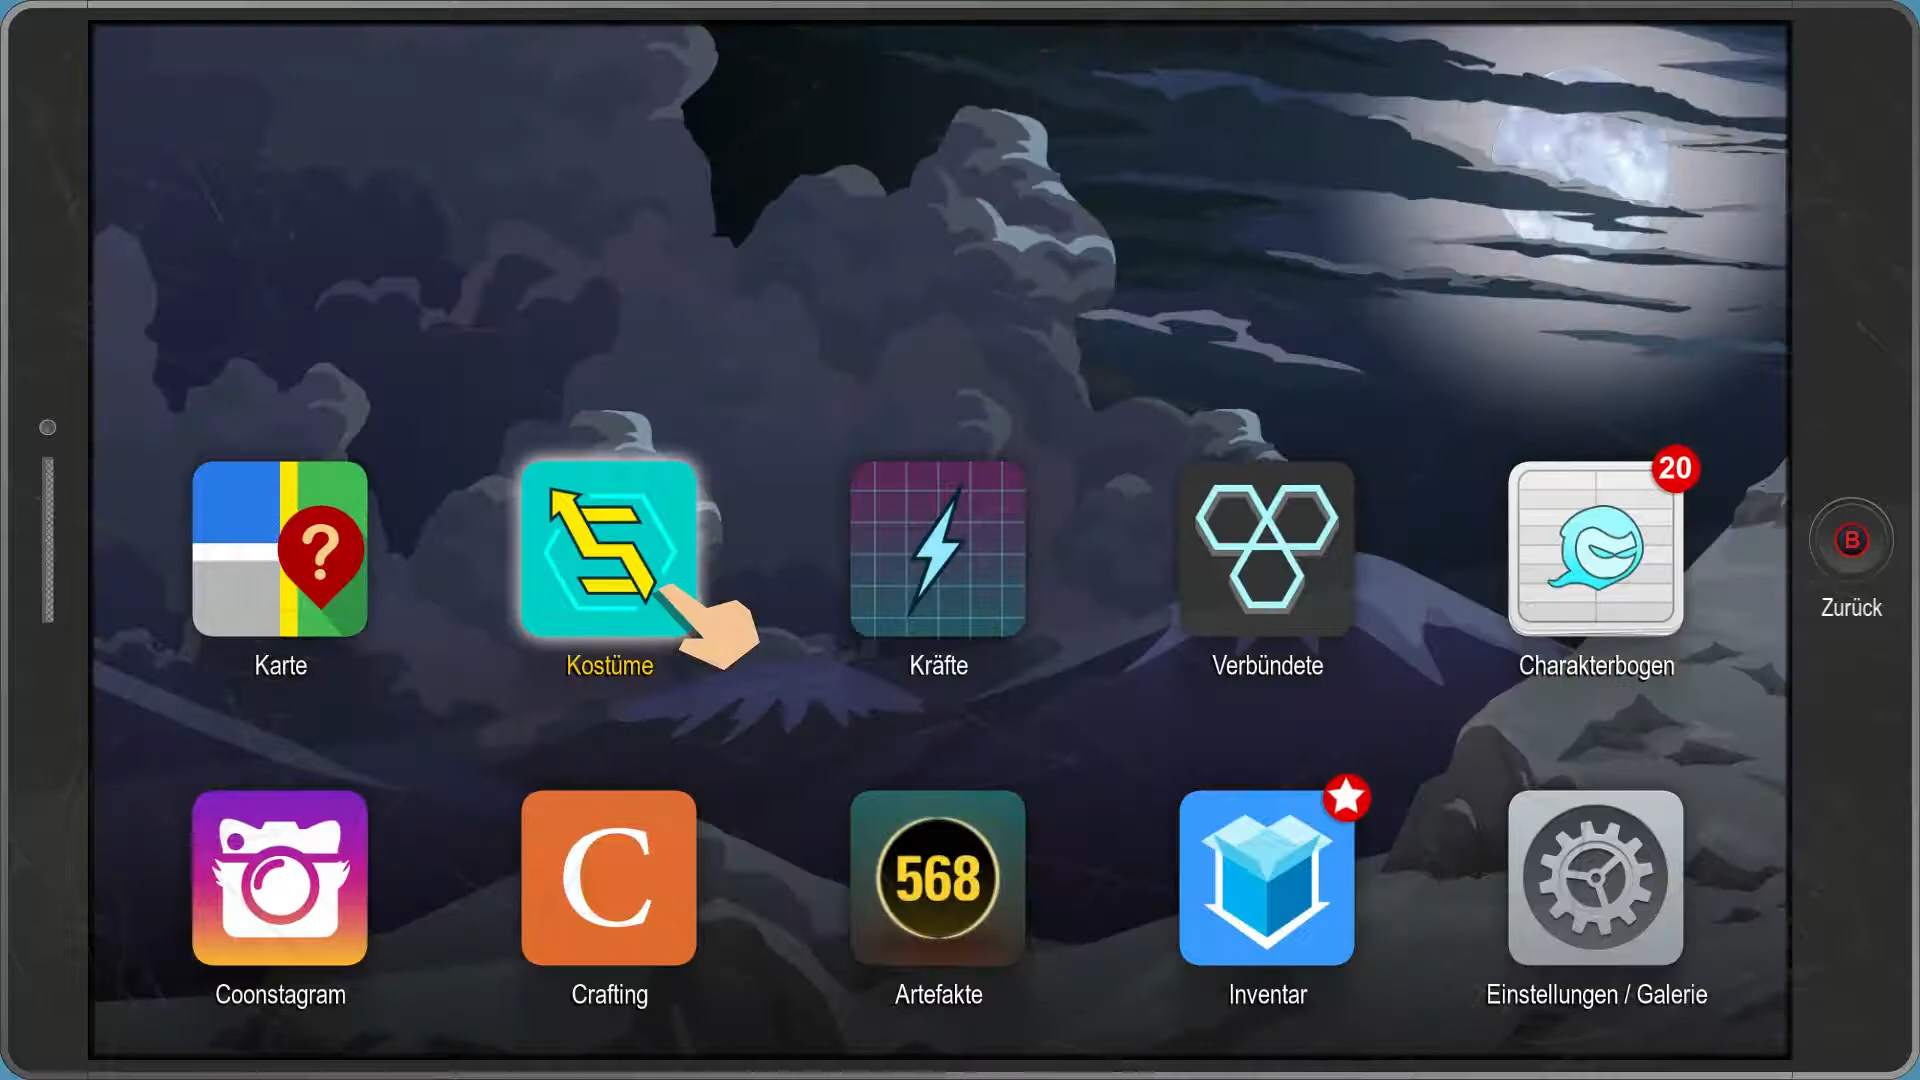 20
B
Zurück
Karte
Kostüme
Kräfte
Verbündete
Charakterbogen
C
568
Coonstagram
Crafting
Artefakte
Inventar
Einstellungen / Galerie